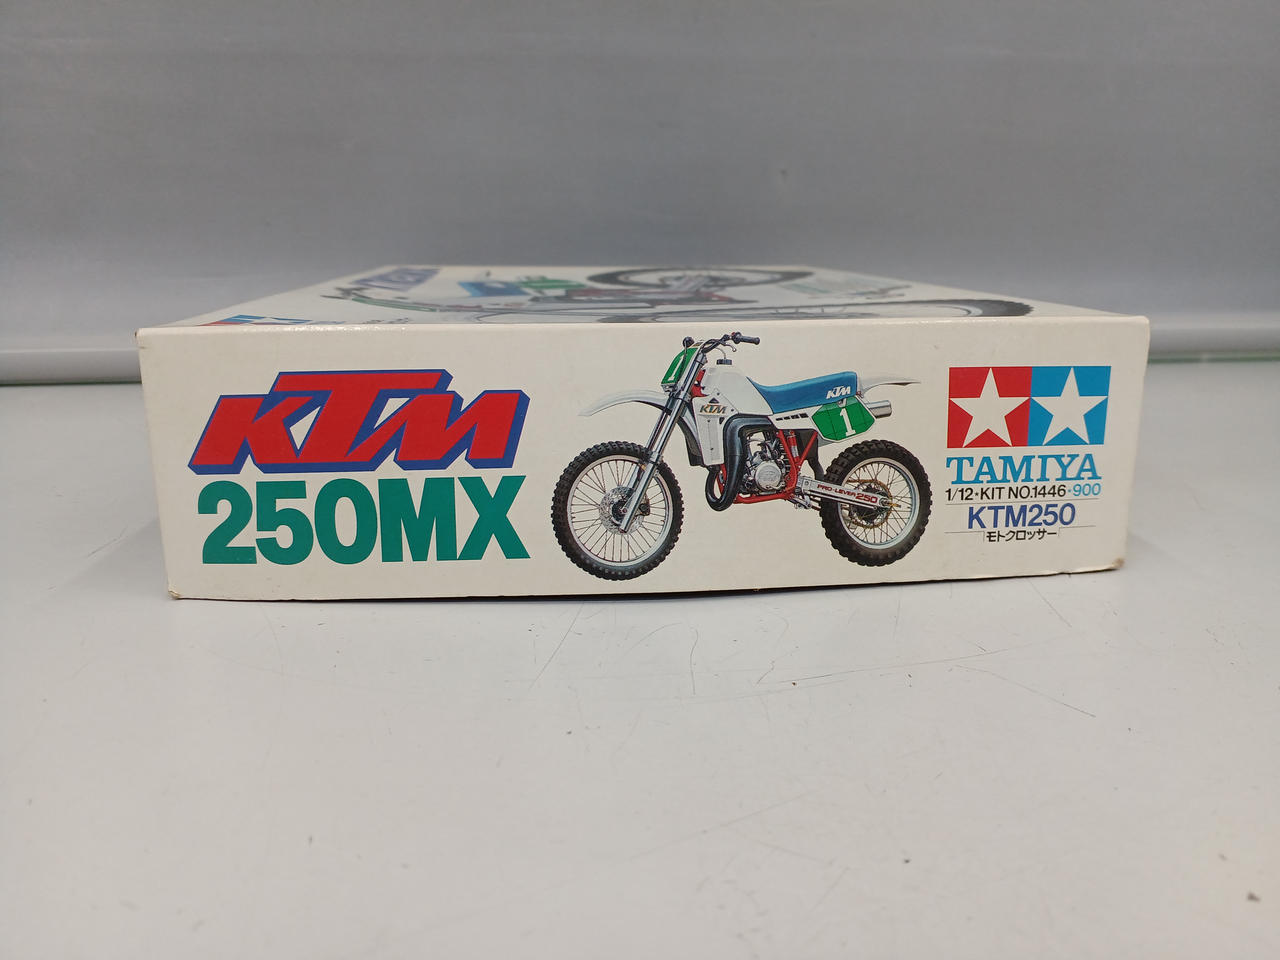 KTM
250MX
KTM
KTM
1
1
PRO-LEVER 250
TAMIYA
1/12★KIT NO.1446★900
KTM250
モトクロッサー